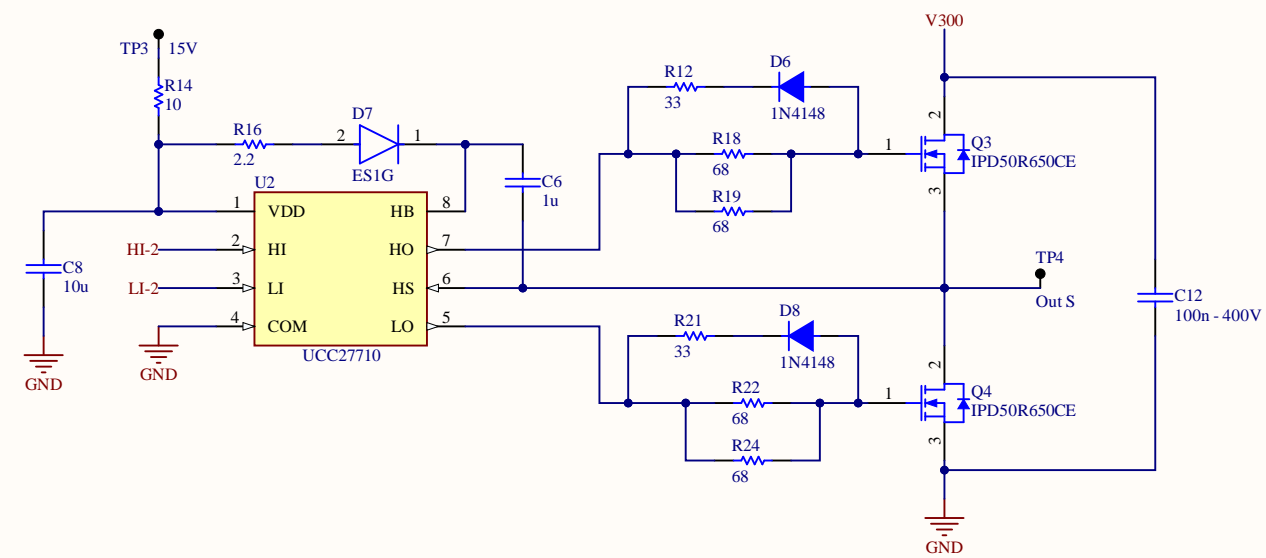 V300
TP3 15V
R14
10
R16
2.2
D7
2 1
ES1G
U2
1 VDD HB 8
2 HI HO 7
3 LI HS 6
4 COM LO 5
UCC27710
HI-2
LI-2
GND
C8
10u
GND
C6
1u
R12
33
D6
1N4148
R18
68
R19
68
1
2
3
Q3
IPD50R650CE
TP4
Out S
C12
100n - 400V
R21
33
D8
1N4148
R22
68
R24
68
1
2
3
Q4
IPD50R650CE
GND